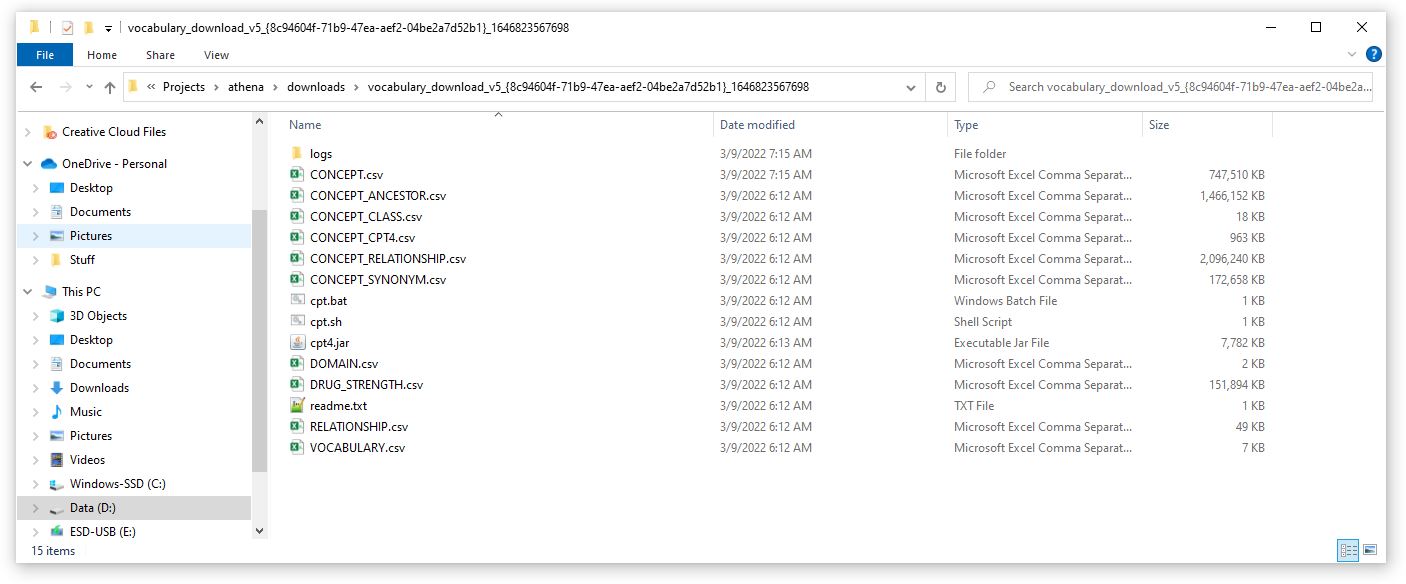 vocabulary_download_v5_{8c94604f-71b9-47ea-aef2-04be2a7d52b1}_1646823567698
File Home Share View
« Projects › athena › downloads › vocabulary_download_v5_{8c94604f-71b9-47ea-aef2-04be2a7d52b1}_1646823567698
Search vocabulary_download_v5_{8c94604f-71b9-47ea-aef2-04be2a...
Creative Cloud Files
OneDrive - Personal
Desktop
Documents
Pictures
Stuff
This PC
3D Objects
Desktop
Documents
Downloads
Music
Pictures
Videos
Windows-SSD (C:)
Data (D:)
ESD-USB (E:)
Name Date modified Type Size
logs 3/9/2022 7:15 AM File folder
CONCEPT.csv 3/9/2022 7:15 AM Microsoft Excel Comma Separat... 747,510 KB
CONCEPT_ANCESTOR.csv 3/9/2022 6:12 AM Microsoft Excel Comma Separat... 1,466,152 KB
CONCEPT_CLASS.csv 3/9/2022 6:12 AM Microsoft Excel Comma Separat... 18 KB
CONCEPT_CPT4.csv 3/9/2022 6:12 AM Microsoft Excel Comma Separat... 963 KB
CONCEPT_RELATIONSHIP.csv 3/9/2022 6:12 AM Microsoft Excel Comma Separat... 2,096,240 KB
CONCEPT_SYNONYM.csv 3/9/2022 6:12 AM Microsoft Excel Comma Separat... 172,658 KB
cpt.bat 3/9/2022 6:12 AM Windows Batch File 1 KB
cpt.sh 3/9/2022 6:12 AM Shell Script 1 KB
cpt4.jar 3/9/2022 6:13 AM Executable Jar File 7,782 KB
DOMAIN.csv 3/9/2022 6:12 AM Microsoft Excel Comma Separat... 2 KB
DRUG_STRENGTH.csv 3/9/2022 6:12 AM Microsoft Excel Comma Separat... 151,894 KB
readme.txt 3/9/2022 6:12 AM TXT File 1 KB
RELATIONSHIP.csv 3/9/2022 6:12 AM Microsoft Excel Comma Separat... 49 KB
VOCABULARY.csv 3/9/2022 6:12 AM Microsoft Excel Comma Separat... 7 KB
15 items